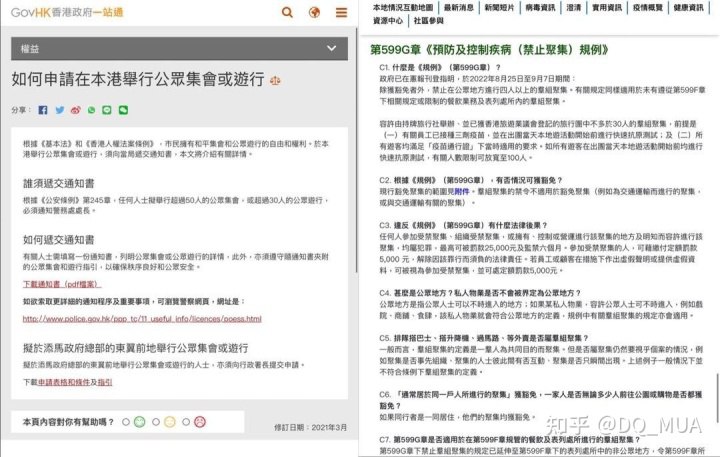 GovHK香港政府一站通
權益
如何申請在本港舉行公眾集會或遊行
分享：
根據《基本法》和《香港人權法案條例》，市民擁有和平集會和公眾遊行的自由和權利。於本
港舉行公眾集會或遊行，須向當局遞交通知書，本文將介紹有關詳情。
誰須遞交通知書
根據《公安條例》第245章，任何人士擬舉行超過50人的公眾集會，或超過30人的公眾遊行，
必須通知警務處處長。
如何遞交通知書
有關人士需填寫一份通知書，列明公眾集會或公眾遊行的詳情，此外，亦須遵守隨通知書夾附
的公眾集會和遊行指引，以確保秩序良好和公眾安全。
下載通知書（pdf檔案）
如欲索取更詳細的通知程序及重要事項，可瀏覽警察網頁，網址是：
http://www.police.gov.hk/ppp_tc/11_useful_info/licences/poess.html
擬於添馬政府總部的東翼前地舉行公眾集會或遊行
擬於添馬政府總部的東翼前地舉行公眾集會或遊行的人士，亦須向行政署長提交申請。
下載申請表格和條件及指引
本頁內容對你有幫助嗎？
修訂日期：2021年3月
本地情況互動地圖 最新消息 新聞短片 病毒資訊 澄清 實用資訊 疫情概覽 健康資訊
資源中心 社區參與
第599G章《預防及控制疾病（禁止聚集）規例》
C1. 什麼是《規例》（第599G章）？
政府已在憲報刊登指明，於2022年8月25日至9月7日期間：
除獲豁免者外，禁止在公眾地方進行四人以上的羣組聚集。有關規定同樣適用於未有違從第599F章
下相關規定或限制的餐飲業務及表列處所內的羣組聚集。
容許由持牌旅行社舉辦、並已獲香港旅遊業議會登記的旅行團中不多於30人的羣組聚集，前提是
（一）有關員工已接種三劑疫苗，並在出團當天本地遊活動開始前進行快速抗原測試；及（二）所
有遊客均滿足「疫苗通行證」下當時適用的要求。如所有遊客在出團當天本地遊活動開始前均進行
快速抗原測試，有關人數限制可放寬至100人。
C2. 根據《規例》（第599G章），有否情況可獲豁免？
現行豁免聚集的範圍見附件。羣組聚集的禁令不適用於豁免聚集（例如為交通運輸而進行的聚集，
或與交通運輸有關的聚集）。
C3. 違反《規例》（第599G章）有什麼法律後果？
任何人參與受禁聚集、組織受禁聚集，或擁有、控制或營運進行該聚集的地方及明知而容許進行該
聚集，均屬犯罪，最高可被罰款25,000元及監禁六個月。參加受禁聚集的人，可藉繳付定額罰款
5,000 元，解除因該罪行而須負的法律責任。若員工或顧客在措施下作出虛假聲明或提供虛假資
料，可被視為參加受禁聚集，並可處定額罰款5,000元。
C4. 甚麼是公眾地方？私人物業是否不會被界定為公眾地方？
公眾地方是指公眾人士可以不時進入的地方；如果某私人物業，容許公眾人士可不時進入，例如戲
院、商鋪、食肆，該私人物業就會符合公眾地方的定義，規例中有關羣組聚集的規定亦會適用。
C5. 排隊搭巴士、搭升降機、過馬路、等外賣是否屬羣組聚集？
一般而言，羣組聚集的定義是一羣人為共同目的而聚集。但是否屬聚集仍然要視乎個案的情況，例
如聚集是否事先組織、聚集的人士彼此間有否互動、聚集是否只瞬間出現。上述例子一般情況下並
不符合條例下羣組聚集的定義。
C6. 「通常居於同一戶人所進行的聚集」獲豁免，一家人是否無論多少人前往公園或購物是否都獲
豁免？
如果同行者是一同居住，他們的聚集均獲豁免。
C7. 第599G章是否適用於在第599F章規管的餐飲及表列處所進行的羣組聚集？
第599G章下禁止羣組聚集的規定已延伸至第599F章下的表列處所中的非公眾地方，令第599F章所
知乎 @DQ_MUA